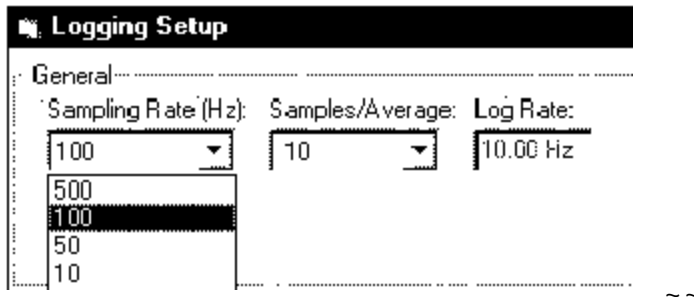 Logging Setup
General
Sampling Rate (Hz): Samples/Average: Log Rate:
100 10 10.00 Hz
500
100
50
10